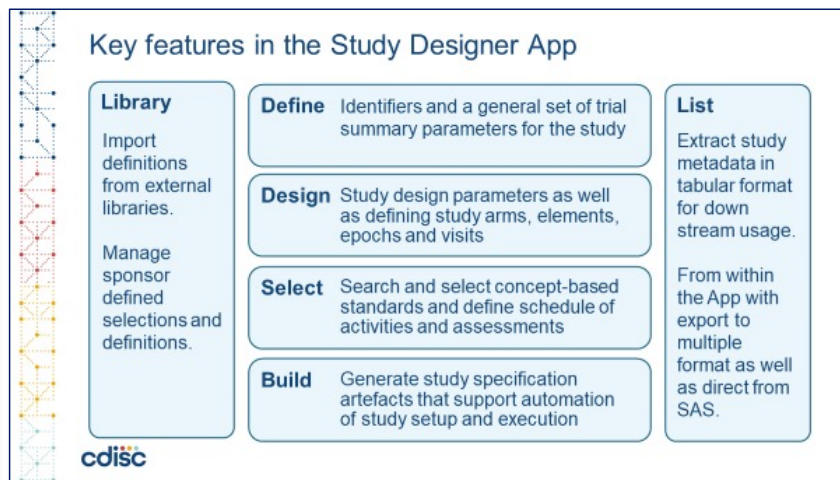 Key features in the Study Designer App
Library
Import
definitions
from external
libraries.
Manage
sponsor
defined
selections and
definitions.
Define Identifiers and a general set of trial
summary parameters for the study
Design Study design parameters as well
as defining study arms, elements,
epochs and visits
Select Search and select concept-based
standards and define schedule of
activities and assessments
Build Generate study specification
artefacts that support automation
of study setup and execution
List
Extract study
metadata in
tabular format
for down
stream usage.
From within
the App with
export to
multiple
format as well
as direct from
SAS.
cdisc